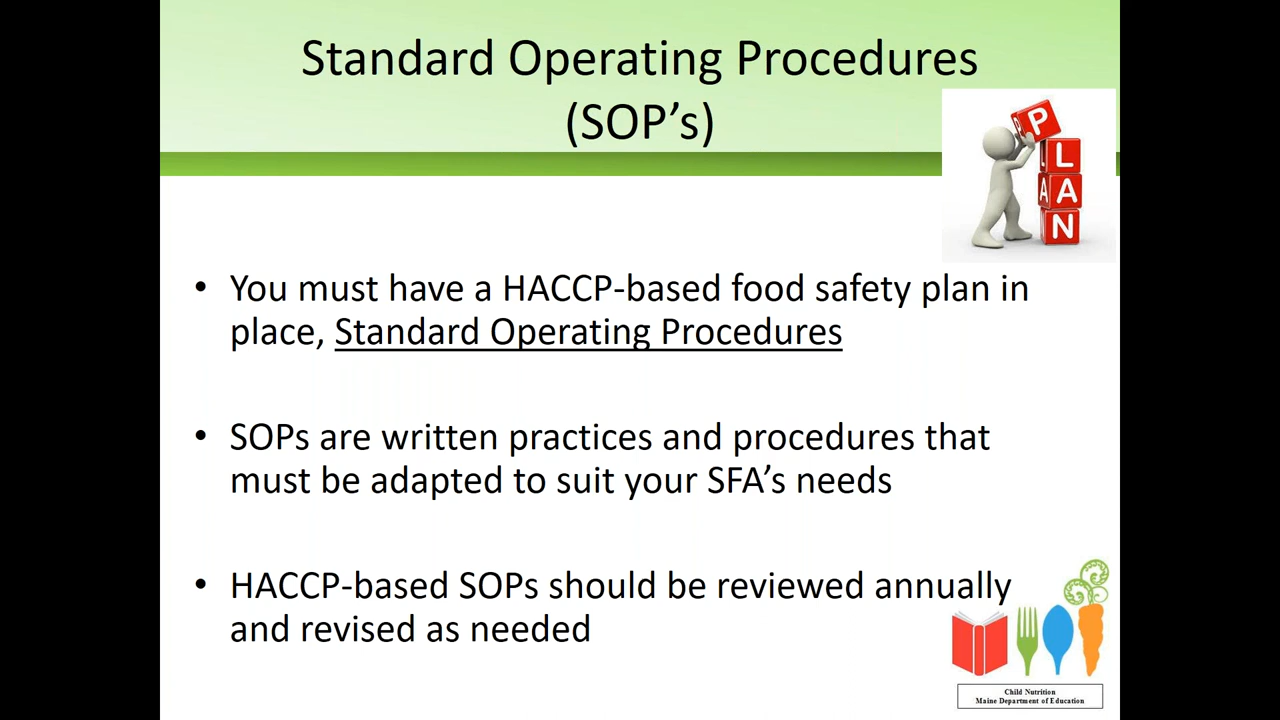 Standard Operating Procedures
(SOP’s)
P
L
A
N
• You must have a HACCP-based food safety plan in
place, Standard Operating Procedures
• SOPs are written practices and procedures that
must be adapted to suit your SFA’s needs
• HACCP-based SOPs should be reviewed annually
and revised as needed
Child Nutrition
Maine Department of Education